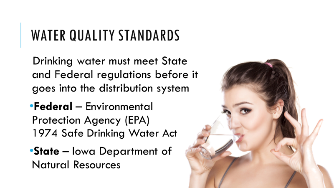 WATER QUALITY STANDARDS
Drinking water must meet State
and Federal regulations before it
goes into the distribution system
•Federal – Environmental
Protection Agency (EPA)
1974 Safe Drinking Water Act
•State – Iowa Department of
Natural Resources